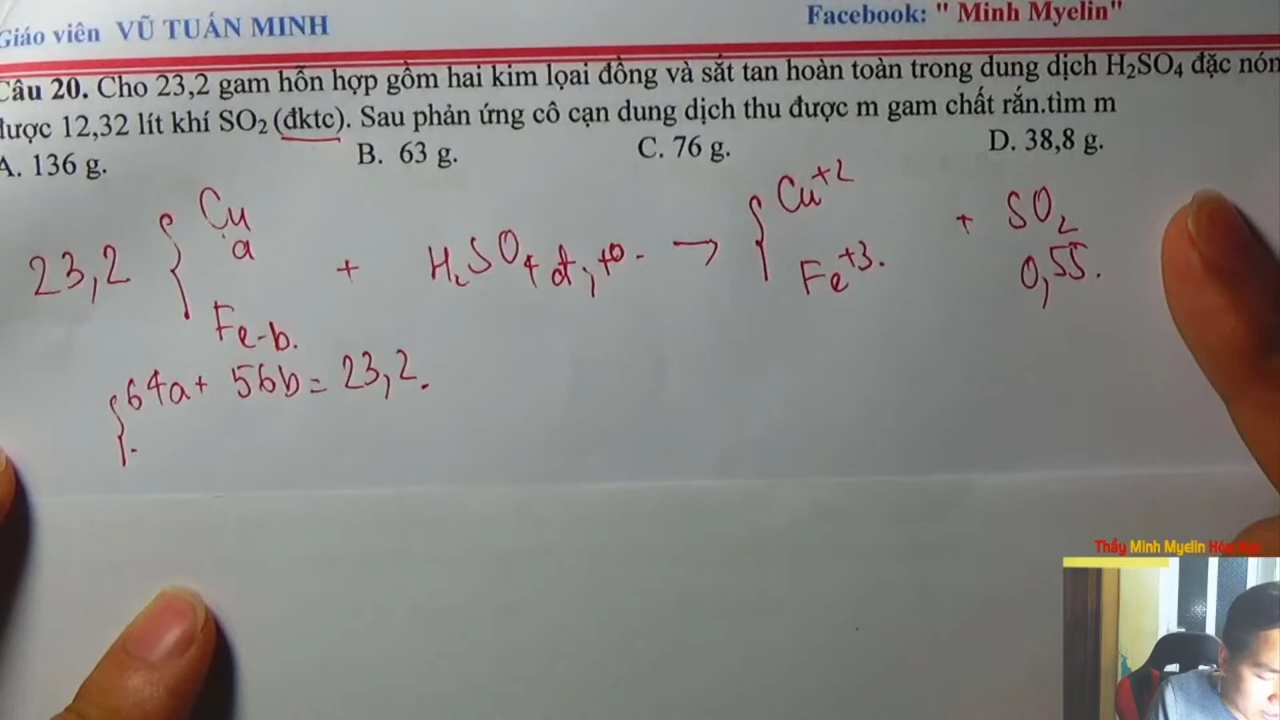 Giáo viên VŨ TUẤN MINH
Facebook: " Minh Myelin"
Câu 20. Cho 23,2 gam hỗn hợp gồm hai kim lọai đồng và sắt tan hoàn toàn trong dung dịch H₂SO₄ đặc nón
được 12,32 lít khí SO₂ (đktc). Sau phản ứng cô cạn dung dịch thu được m gam chất rắn.tìm m
A. 136 g. B. 63 g. C. 76 g. D. 38,8 g.
23,2 { Cu a Fe-b. + H₂SO₄ đ, t° → { Cu⁺² Fe⁺³. + SO₂ 0,55.
{ 64a + 56b = 23,2.
Thầy Minh Myelin Hóa Học